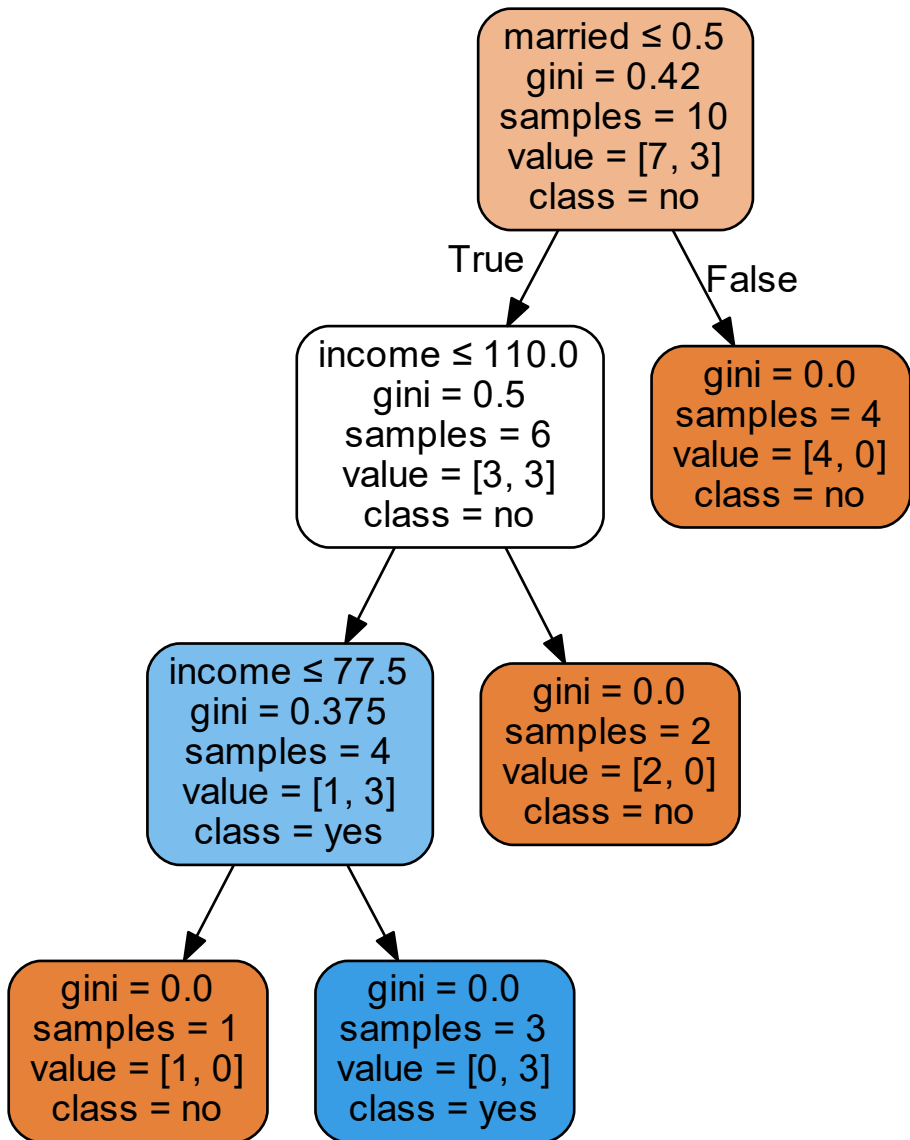 married ≤ 0.5
gini = 0.42
samples = 10
value = [7, 3]
class = no
True
False
income ≤ 110.0
gini = 0.5
samples = 6
value = [3, 3]
class = no
gini = 0.0
samples = 4
value = [4, 0]
class = no
income ≤ 77.5
gini = 0.375
samples = 4
value = [1, 3]
class = yes
gini = 0.0
samples = 2
value = [2, 0]
class = no
gini = 0.0
samples = 1
value = [1, 0]
class = no
gini = 0.0
samples = 3
value = [0, 3]
class = yes